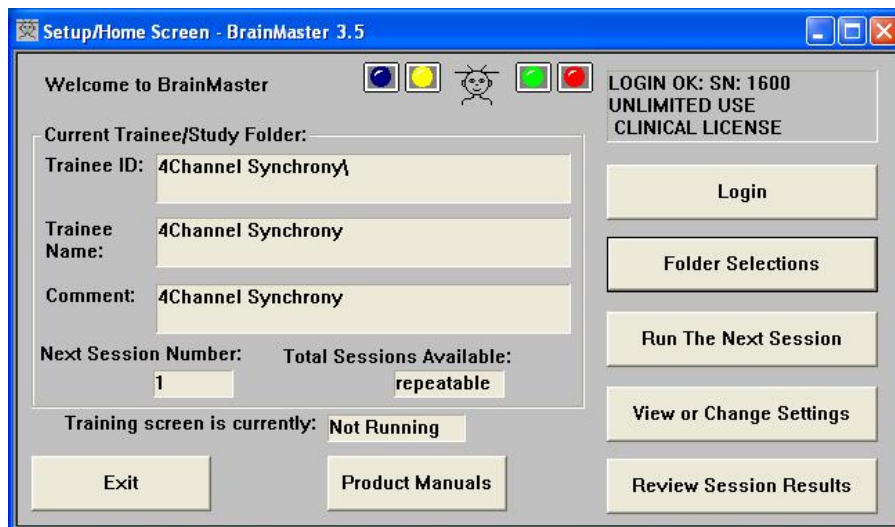 Setup/Home Screen - BrainMaster 3.5
Welcome to BrainMaster
LOGIN OK: SN: 1600
UNLIMITED USE
CLINICAL LICENSE
Current Trainee/Study Folder:
Trainee ID: 4Channel Synchrony\
Trainee
Name: 4Channel Synchrony
Comment: 4Channel Synchrony
Next Session Number: Total Sessions Available:
1 repeatable
Training screen is currently: Not Running
Exit
Product Manuals
Login
Folder Selections
Run The Next Session
View or Change Settings
Review Session Results